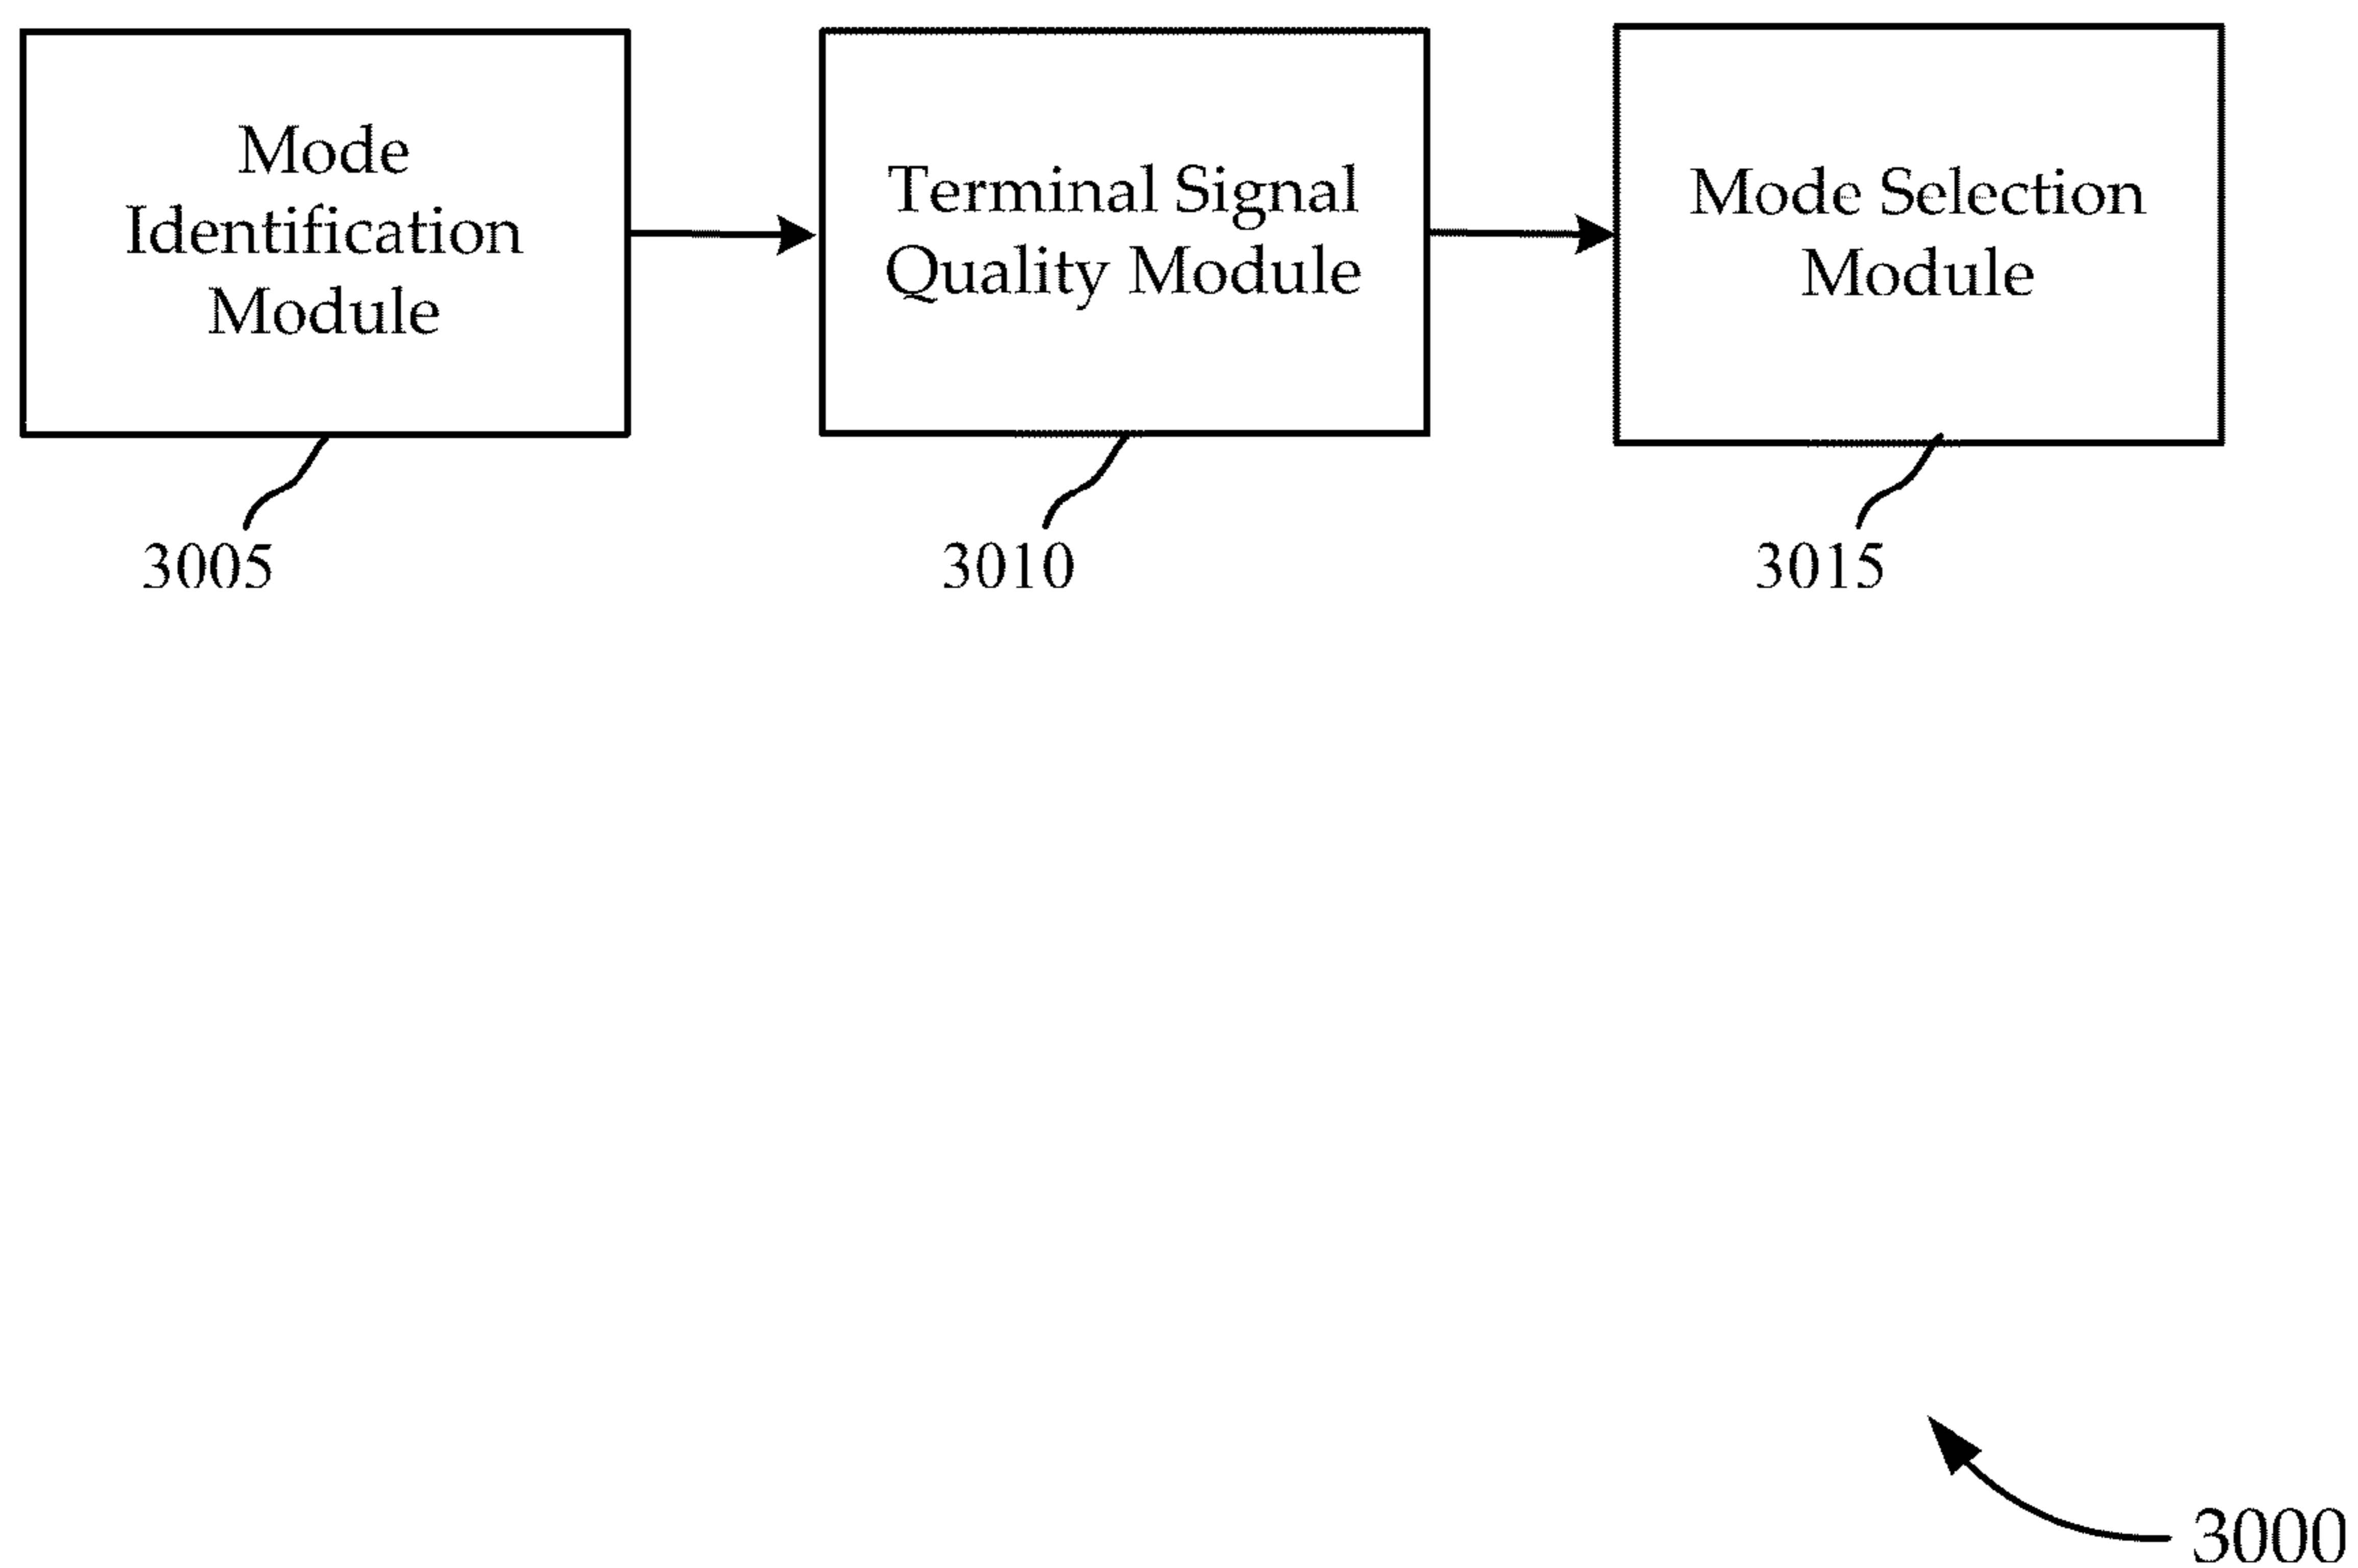 Mode
Identification
Module
Terminal Signal
Quality Module
Mode Selection
Module
3005
3010
3015
3000